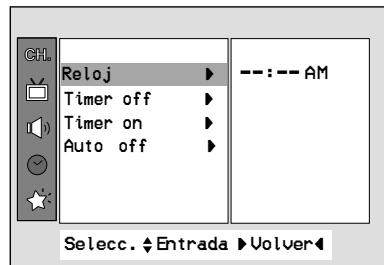 CH.
Reloj ▶ --:-- AM
Timer off ▶
Timer on ▶
Auto off ▶
Selecc. ▲▼ Entrada ▶ Volver ◀